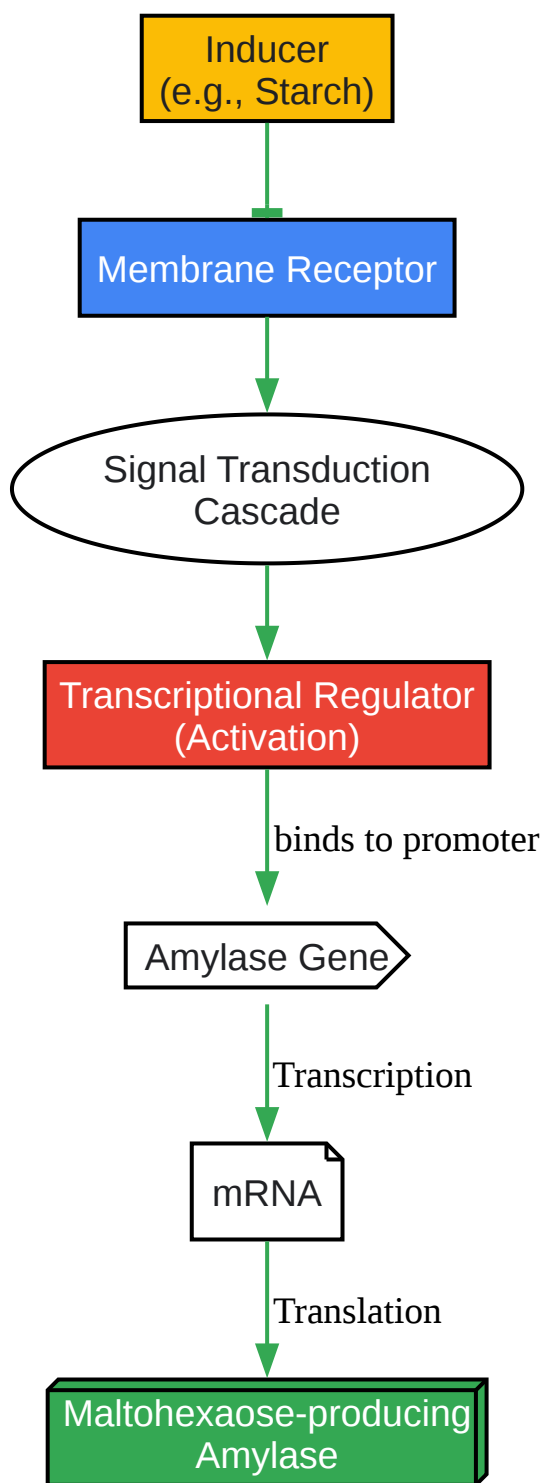 Inducer
(e.g., Starch)
Membrane Receptor
Signal Transduction
Cascade
Transcriptional Regulator
(Activation)
binds to promoter
Amylase Gene
Transcription
mRNA
Translation
Maltohexaose-producing
Amylase